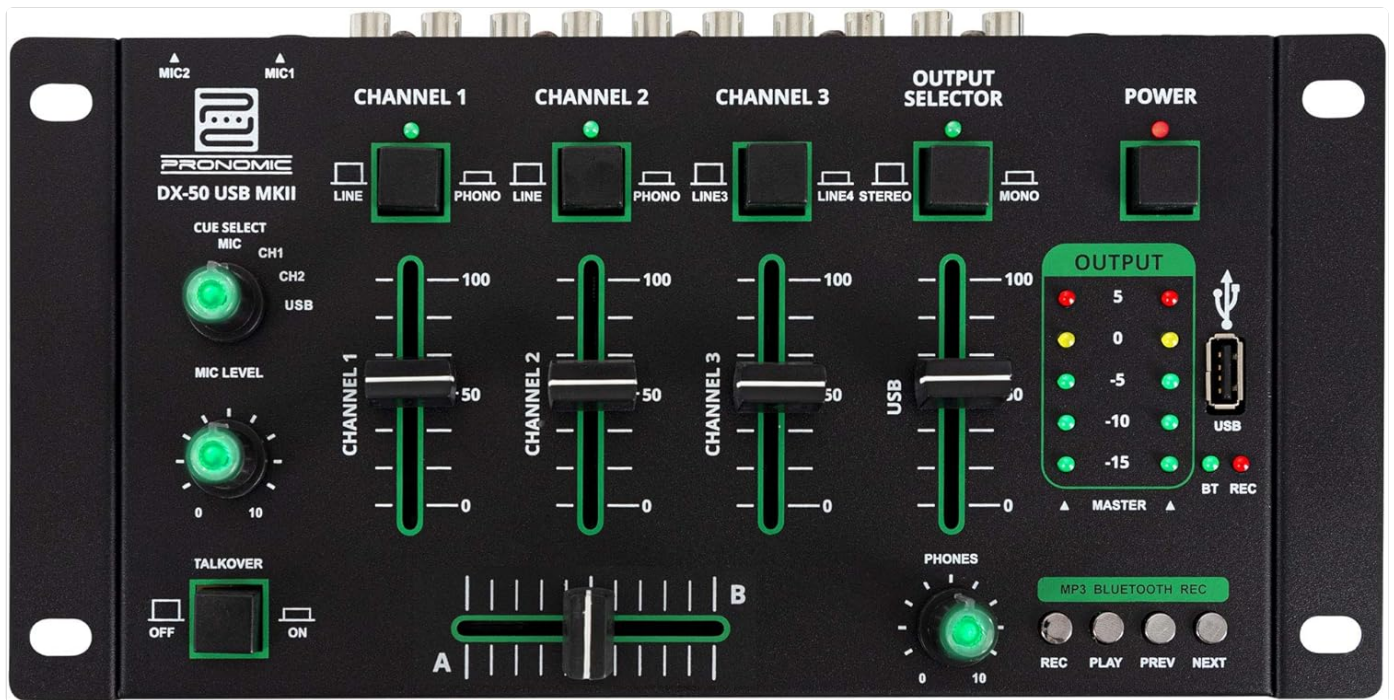 MIC2
MIC1
PRONOMIC
DX-50 USB MKII
CHANNEL 1
LINE
PHONO
CHANNEL 2
LINE
PHONO
CHANNEL 3
LINE3
LINE4
OUTPUT
SELECTOR
STEREO
MONO
POWER
CUE SELECT
MIC
CH1
CH2
USB
MIC LEVEL
0
10
TALKOVER
OFF
ON
CHANNEL 1
100
50
0
CHANNEL 2
100
50
0
CHANNEL 3
100
50
0
USB
100
50
0
OUTPUT
5
0
-5
-10
-15
MASTER
USB
BT
REC
A
B
PHONES
0
10
MP3 BLUETOOTH REC
REC
PLAY
PREV
NEXT